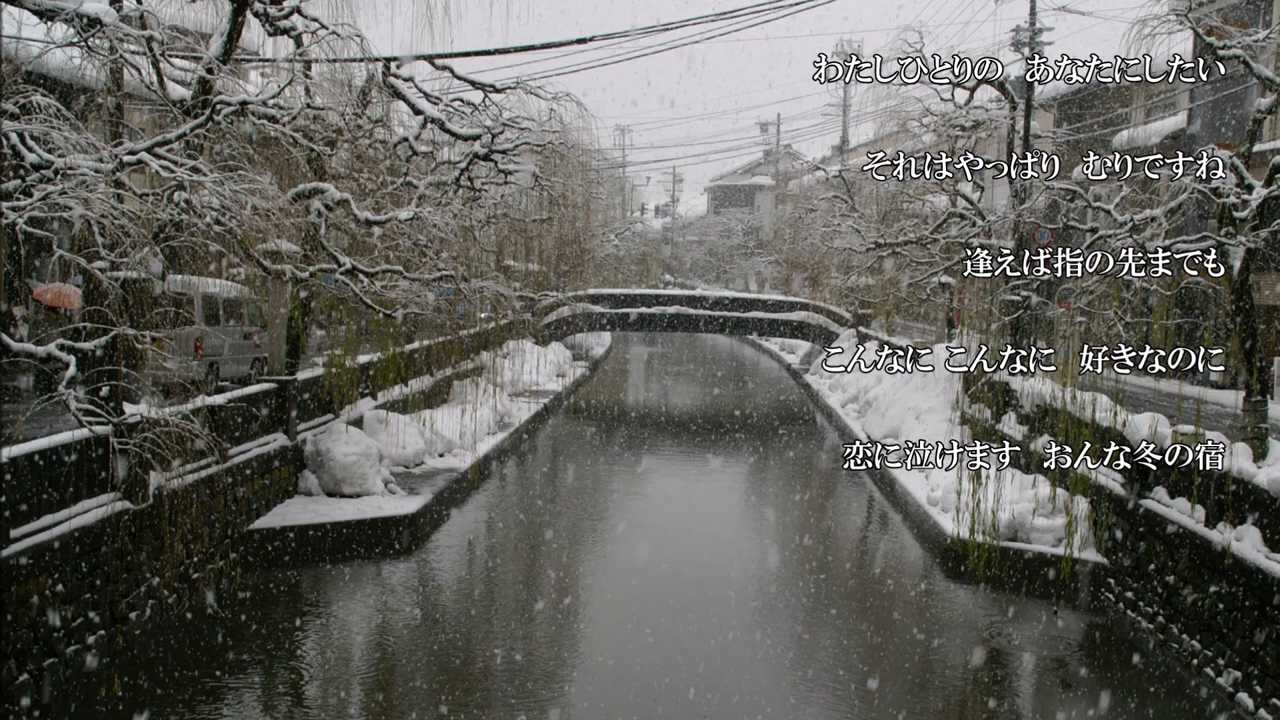 わたしひとりの　あなたにしたい
それはやっぱり　むりですね
逢えば指の先までも
こんなに こんなに　好きなのに
恋に泣けます　おんな冬の宿